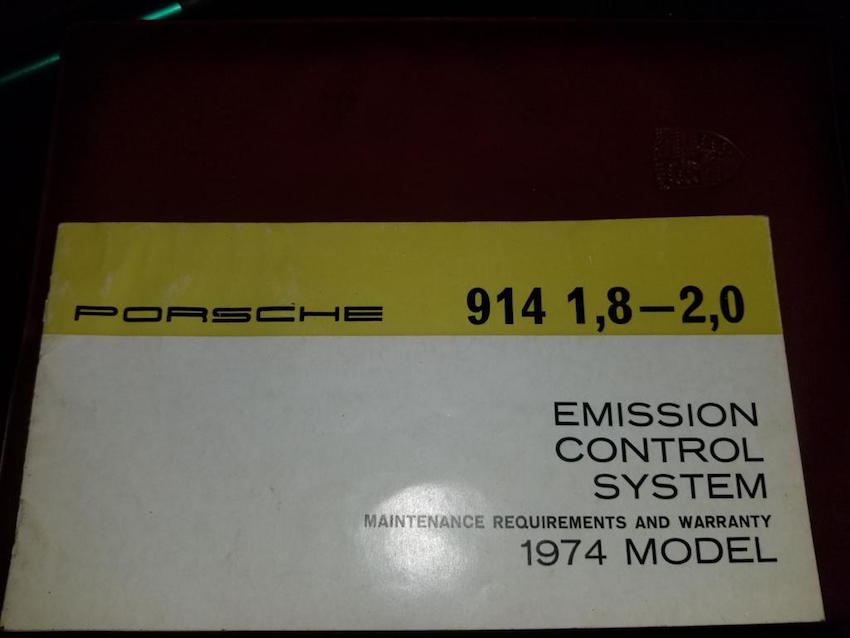 PORSCHE 914 1,8—2,0
EMISSION
CONTROL
SYSTEM
MAINTENANCE REQUIREMENTS AND WARRANTY
1974 MODEL